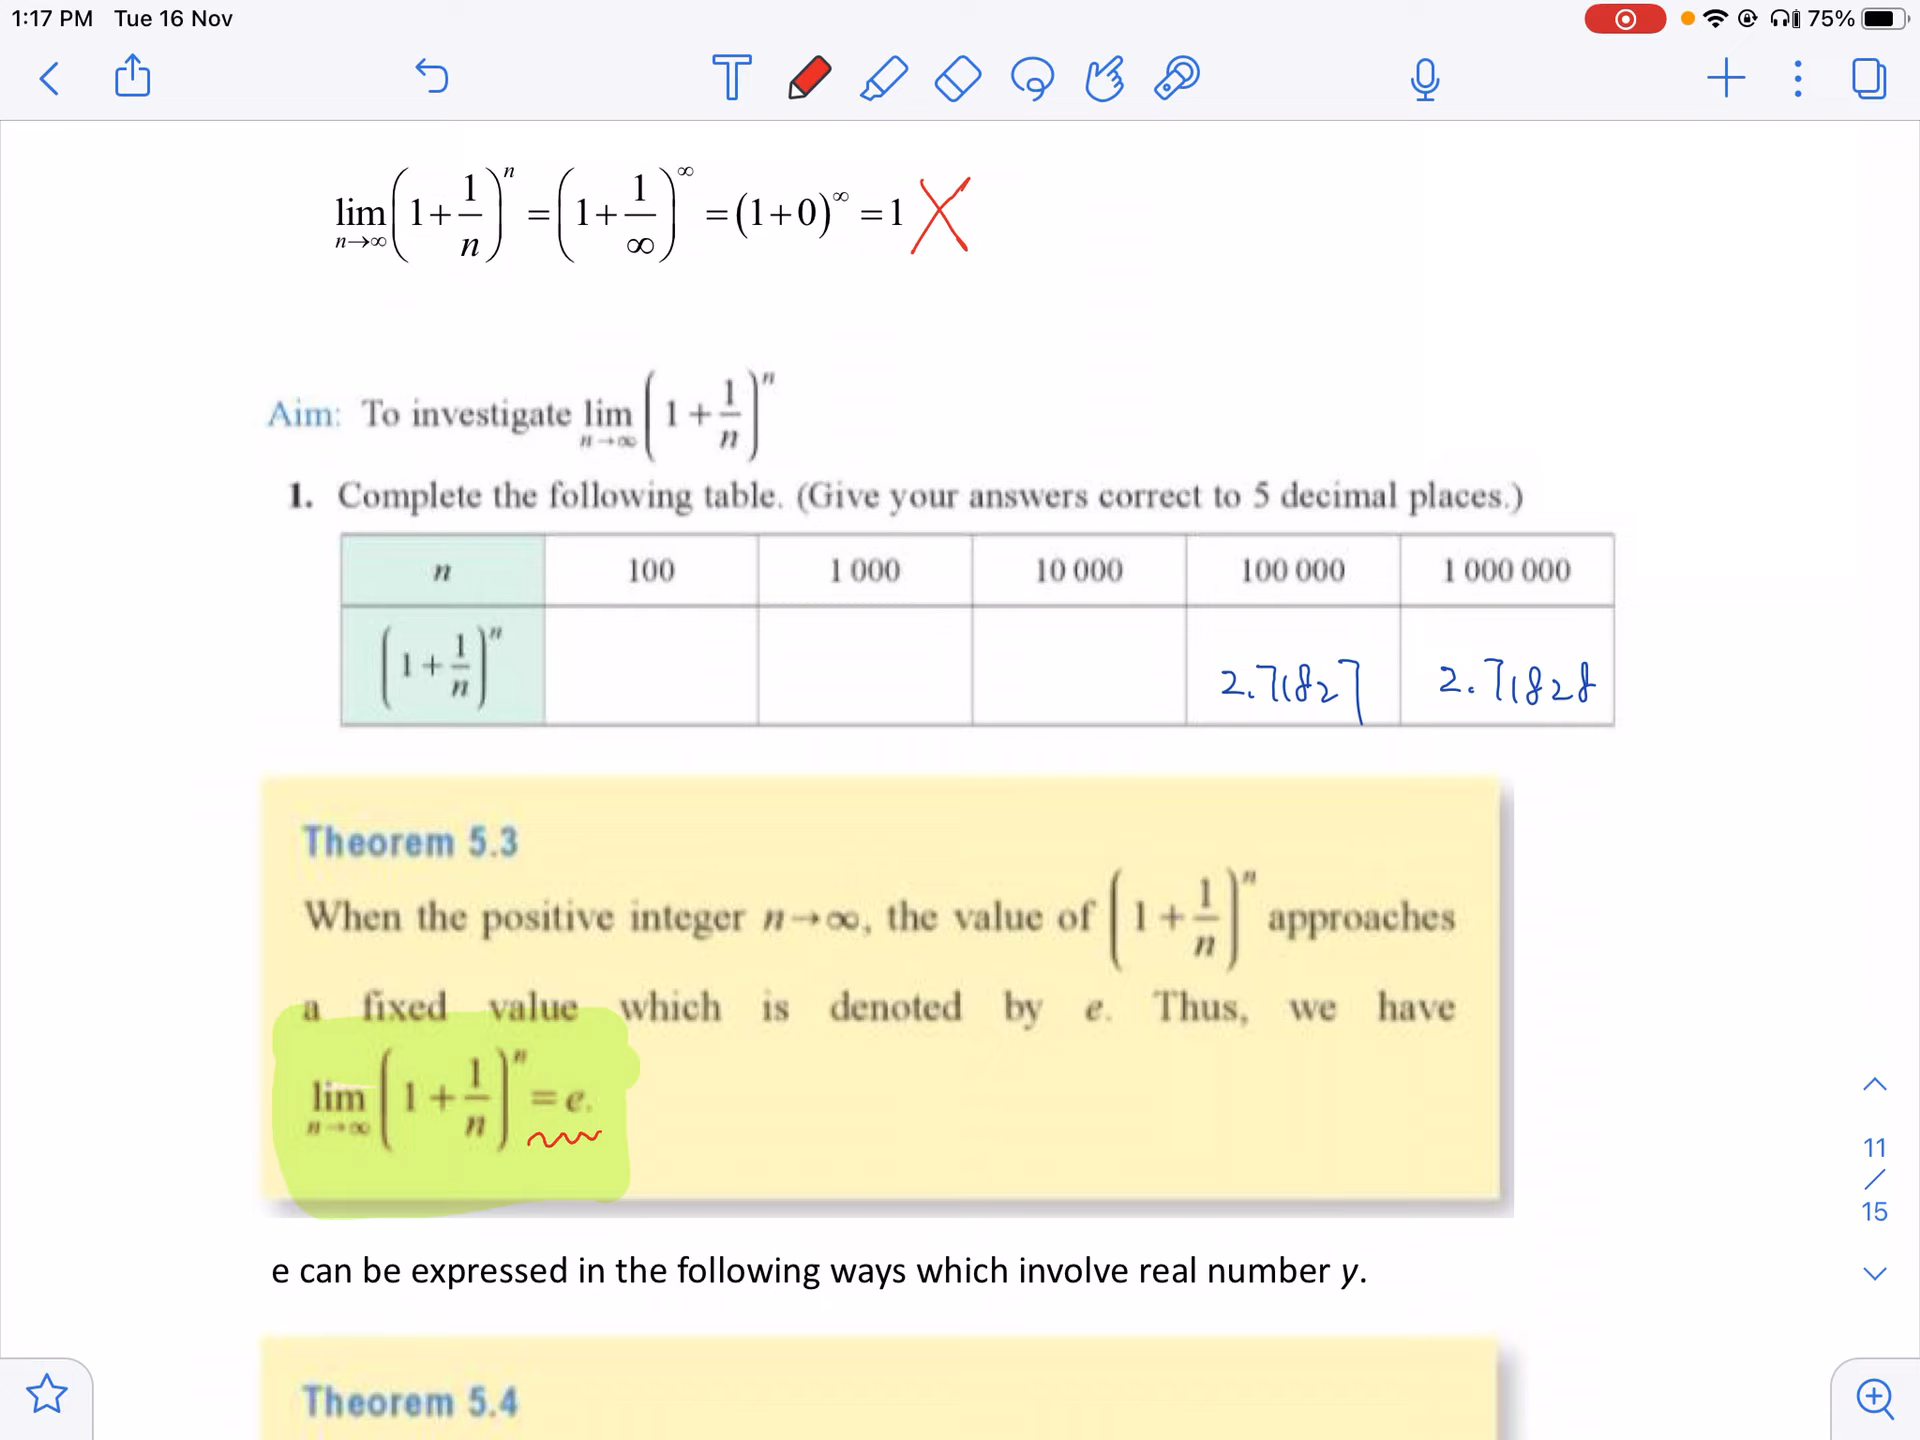 1:17 PM Tue 16 Nov 75%
lim n→∞ (1+1/n)^n = (1+1/∞)^∞ = (1+0)^∞ = 1 X
Aim: To investigate lim n→∞ (1+1/n)^n
1. Complete the following table. (Give your answers correct to 5 decimal places.)
n 100 1 000 10 000 100 000 1 000 000
(1+1/n)^n 2.71827 2.71828
Theorem 5.3
When the positive integer n→∞, the value of (1+1/n)^n approaches
a fixed value which is denoted by e. Thus, we have
lim n→∞ (1+1/n)^n = e.
11
/
15
e can be expressed in the following ways which involve real number y.
Theorem 5.4